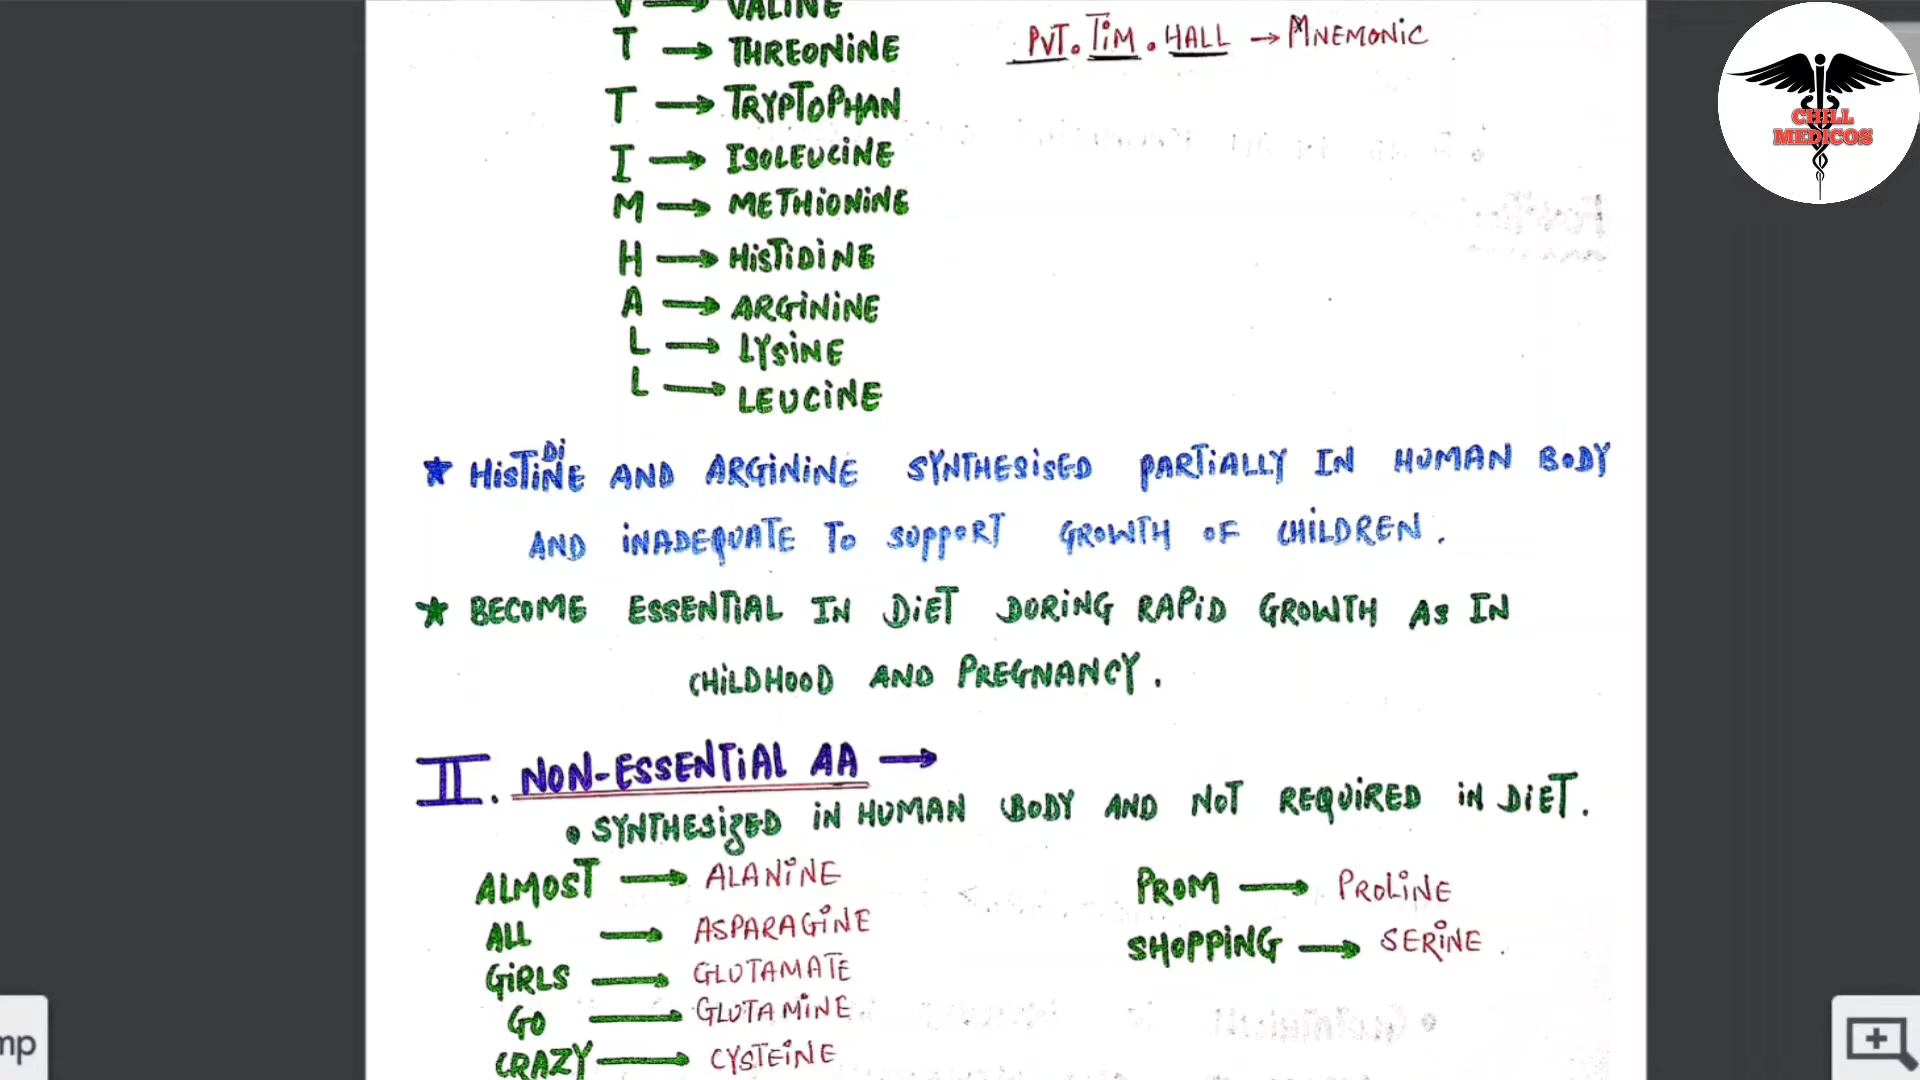 V → VALINE
PVT. TIM. HALL → MNEMONIC
T → THREONINE
T → TRYPTOPHAN
I → ISOLEUCINE
M → METHIONINE
H → HISTIDINE
A → ARGININE
L → LYSINE
L → LEUCINE
★ HISTIDINE AND ARGININE SYNTHESISED PARTIALLY IN HUMAN BODY
AND INADEQUATE TO SUPPORT GROWTH OF CHILDREN.
★ BECOME ESSENTIAL IN DIET DURING RAPID GROWTH AS IN
CHILDHOOD AND PREGNANCY.
II. NON-ESSENTIAL AA →
• SYNTHESIZED IN HUMAN BODY AND NOT REQUIRED IN DIET.
ALMOST → ALANINE
ALL → ASPARAGINE
GIRLS → GLUTAMATE
GO → GLUTAMINE
CRAZY → CYSTEINE
PROM → PROLINE
SHOPPING → SERINE.
CHILL
MEDICOS
mp